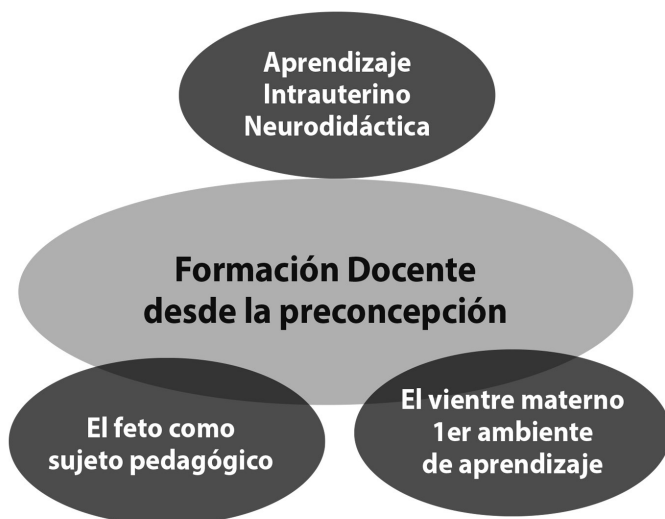 Aprendizaje
Intrauterino
Neurodidáctica
Formación Docente
desde la preconcepción
El feto como
sujeto pedagógico
El vientre materno
1er ambiente
de aprendizaje